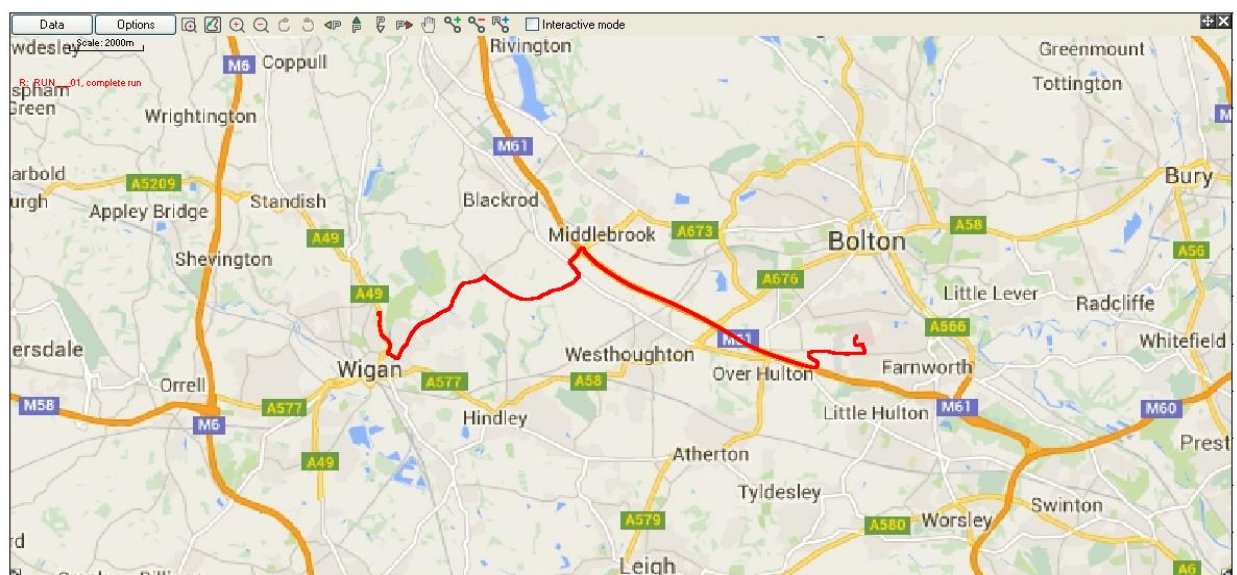 Data Options Interactive mode
wdesley Scale: 2000m Rivington Greenmount
M6 Coppull
R: RUN__01, complete run Tottington
spham
Green Wrightington M
M61
arbold Bury
A5209
urgh Appley Bridge Standish Blackrod
A49 Middlebrook A673 Bolton A58
A56
Shevington
A676
A49 Little Lever Radcliffe
A666
ersdale M61 Whitefield
Westhoughton
Wigan Over Hulton Farnworth
Orrell A577 A58
M58 A577 Hindley Little Hulton M61 M60
M6
Prest
A49 Atherton
Tyldesley Swinton
A579 A580 Worsley
rd
Leigh A6